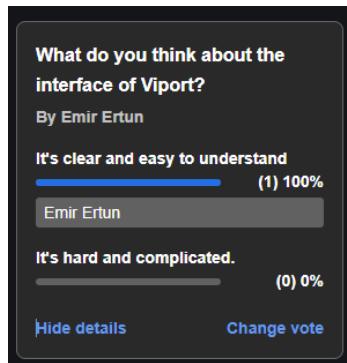 What do you think about the
interface of Viport?
By Emir Ertun
It's clear and easy to understand
(1) 100%
Emir Ertun
It's hard and complicated.
(0) 0%
Hide details
Change vote